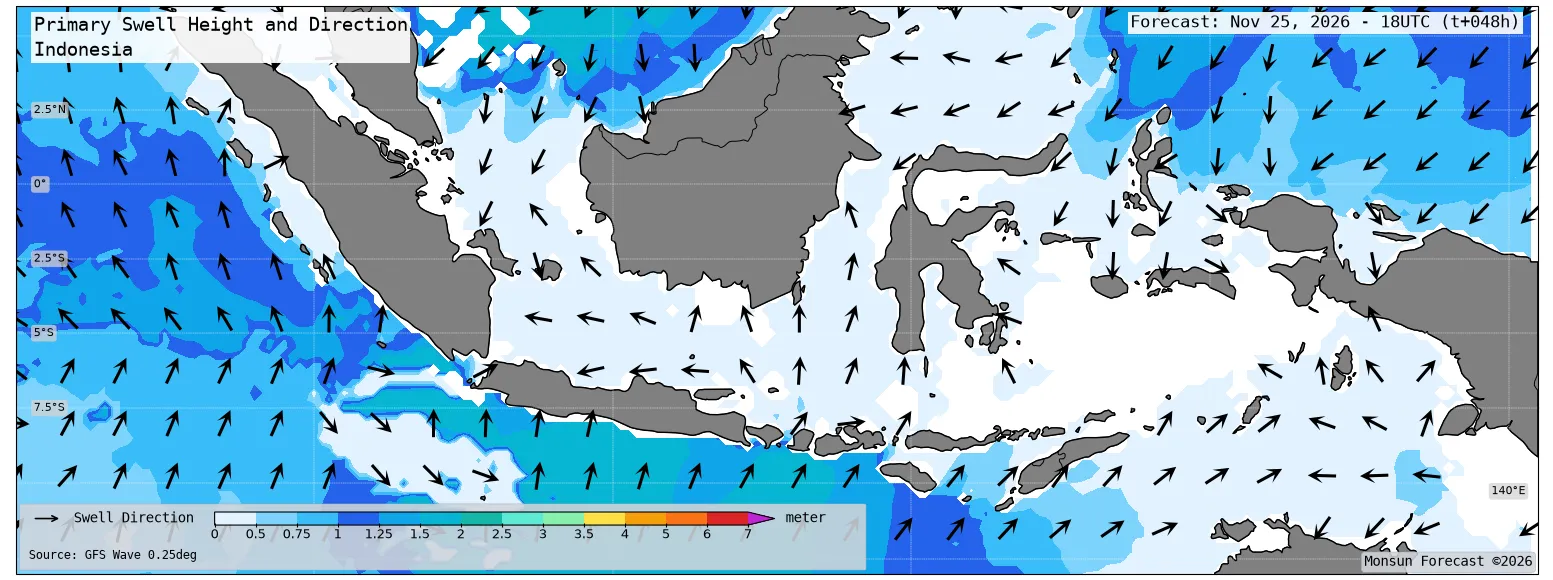 Primary Swell Height and Direction
Indonesia
Forecast: Nov 25, 2026 - 18UTC (t+048h)
2.5°N
0°
2.5°S
5°S
7.5°S
140°E
Swell Direction
0 0.5 0.75 1 1.25 1.5 2 2.5 3 3.5 4 5 6 7
meter
Source: GFS Wave 0.25deg
Monsun Forecast ©2026